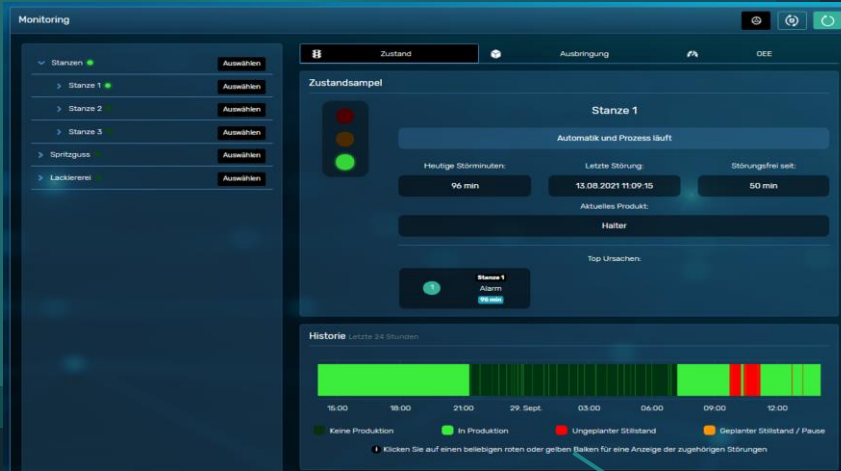 Monitoring
Stanzen Auswählen
Stanze 1 Auswählen
Stanze 2 Auswählen
Stanze 3 Auswählen
Spritzguss Auswählen
Lackiererei Auswählen
Zustand Ausbringung OEE
Zustandsampel
Stanze 1
Automatik und Prozess läuft
Heutige Störminuten: Letzte Störung: Störungsfrei seit:
96 min 13.08.2021 11:09:15 50 min
Aktuelles Produkt:
Halter
Top Ursachen:
1 Stanze 1
Alarm
96 min
Historie Letzte 24 Stunden
15:00 18:00 21:00 29. Sept. 03:00 06:00 09:00 12:00
Keine Produktion In Produktion Ungeplanter Stillstand Geplanter Stillstand / Pause
Klicken Sie auf einen beliebigen roten oder gelben Balken für eine Anzeige der zugehörigen Störungen